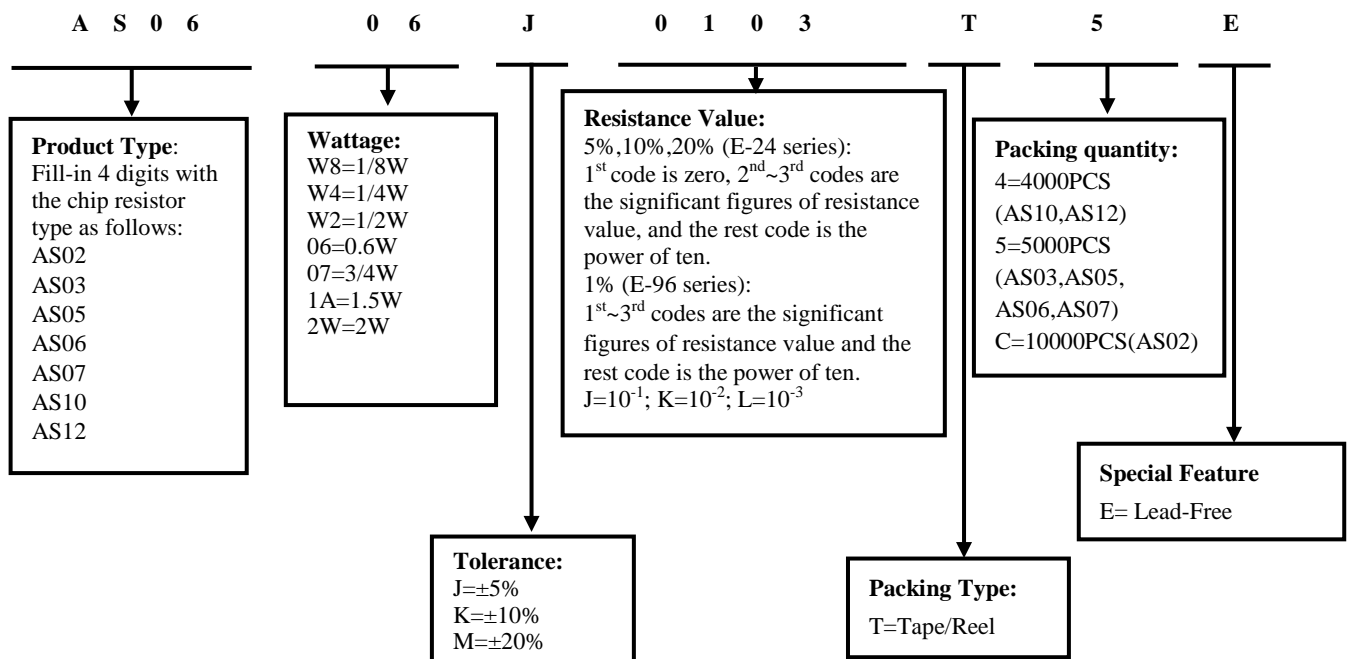 A S 0 6 0 6 J 0 1 0 3 T 5 E
Product Type:
Fill-in 4 digits with
the chip resistor
type as follows:
AS02
AS03
AS05
AS06
AS07
AS10
AS12
Wattage:
W8=1/8W
W4=1/4W
W2=1/2W
06=0.6W
07=3/4W
1A=1.5W
2W=2W
Resistance Value:
5%,10%,20% (E-24 series):
1st code is zero, 2nd~3rd codes are
the significant figures of resistance
value, and the rest code is the
power of ten.
1% (E-96 series):
1st~3rd codes are the significant
figures of resistance value and the
rest code is the power of ten.
J=10-1; K=10-2; L=10-3
Packing quantity:
4=4000PCS
(AS10,AS12)
5=5000PCS
(AS03,AS05,
AS06,AS07)
C=10000PCS(AS02)
Special Feature
E= Lead-Free
Tolerance:
J=±5%
K=±10%
M=±20%
Packing Type:
T=Tape/Reel